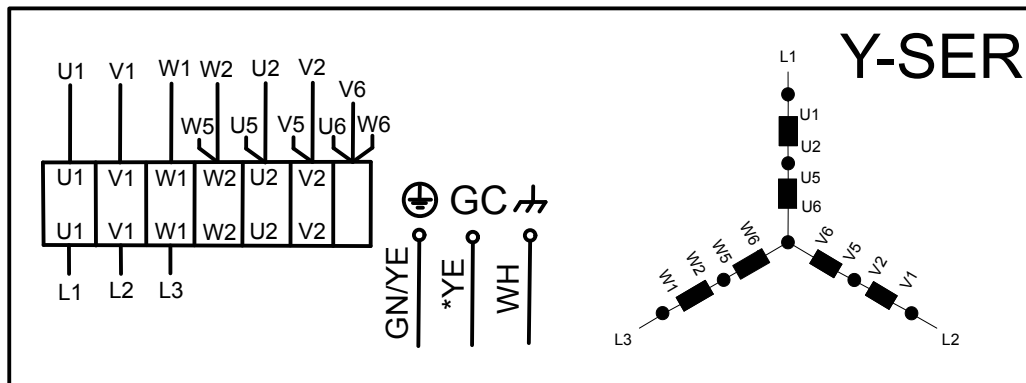 Y-SER
U1 V1 W1 W2 U2 V2 V6
W5 U5 V5 U6 W6
U1 V1 W1 W2 U2 V2
U1 V1 W1 W2 U2 V2
L1 L2 L3
GC
GN/YE *YE WH
L1
U1
U2
U5
U6
W1 W2 W5 W6 V6 V5 V2 V1
L3 L2